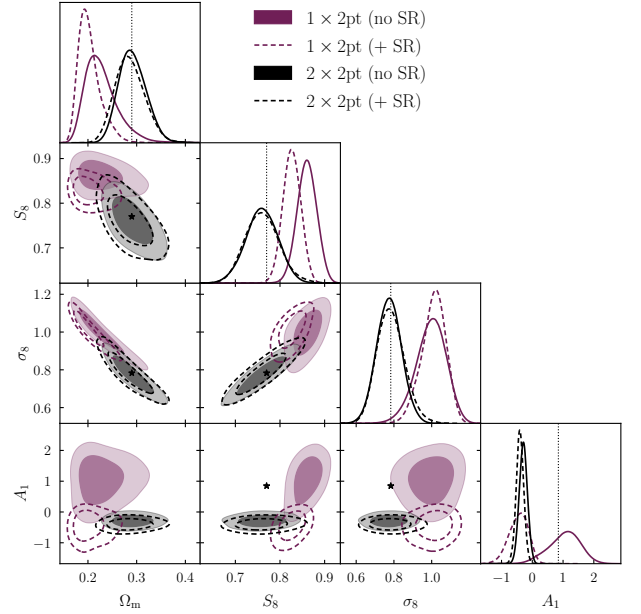 1 × 2pt (no SR)
1 × 2pt (+ SR)
2 × 2pt (no SR)
2 × 2pt (+ SR)
0.9
0.8
0.7
S₈
1.2
1.0
0.8
0.6
σ₈
2
1
0
−1
A₁
0.2 0.3 0.4
0.7 0.8 0.9
0.6 1.0
−1 0 1 2
Ωₘ S₈ σ₈ A₁